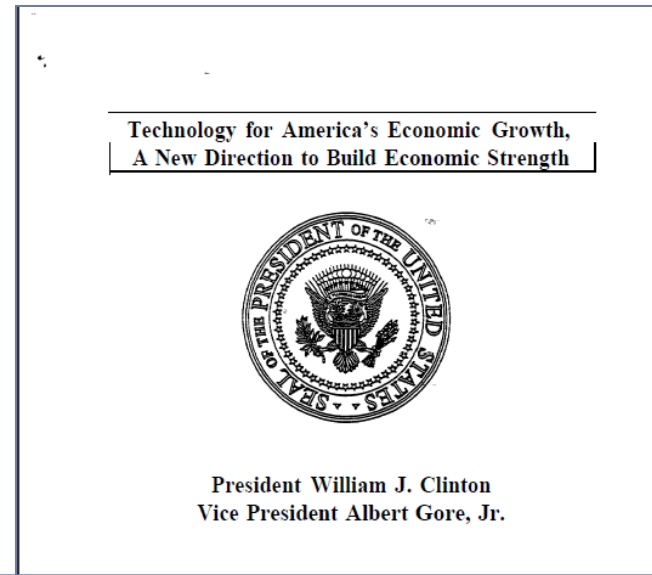 Technology for America's Economic Growth,
A New Direction to Build Economic Strength
SEAL OF THE PRESIDENT OF THE UNITED STATES
President William J. Clinton
Vice President Albert Gore, Jr.